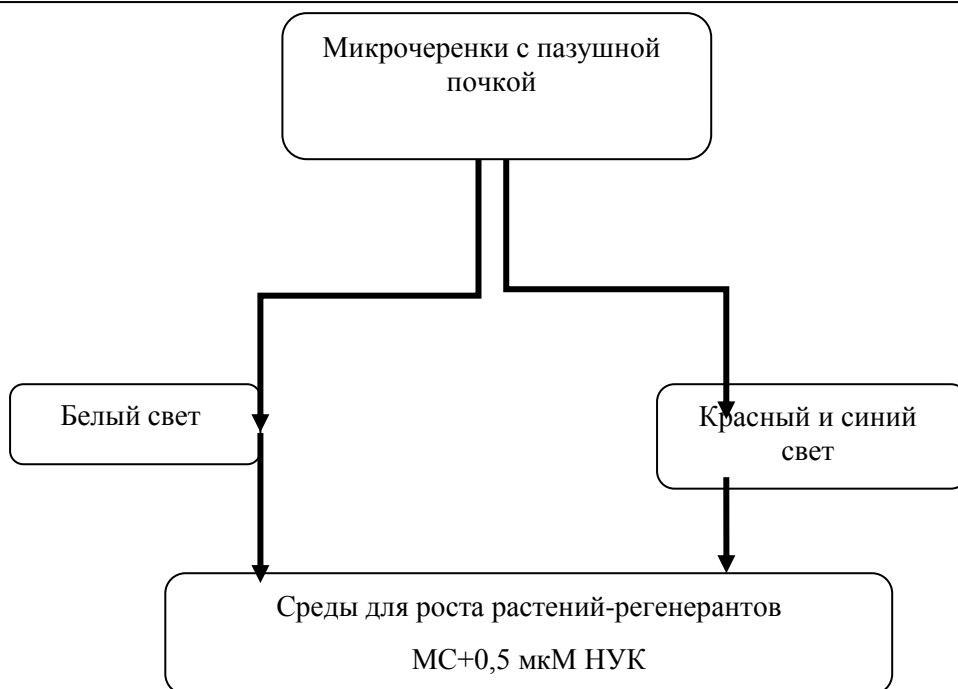 Микрочеренки с пазушной
почкой
Белый свет
Красный и синий
свет
Среды для роста растений-регенерантов
МС+0,5 мкМ НУК